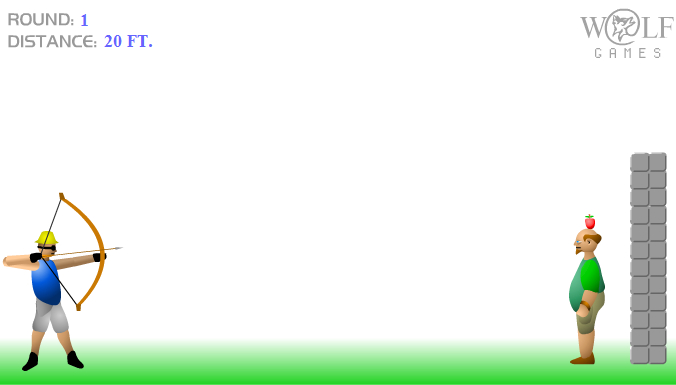 ROUND: 1
DISTANCE: 20 FT.
WOLF
GAMES